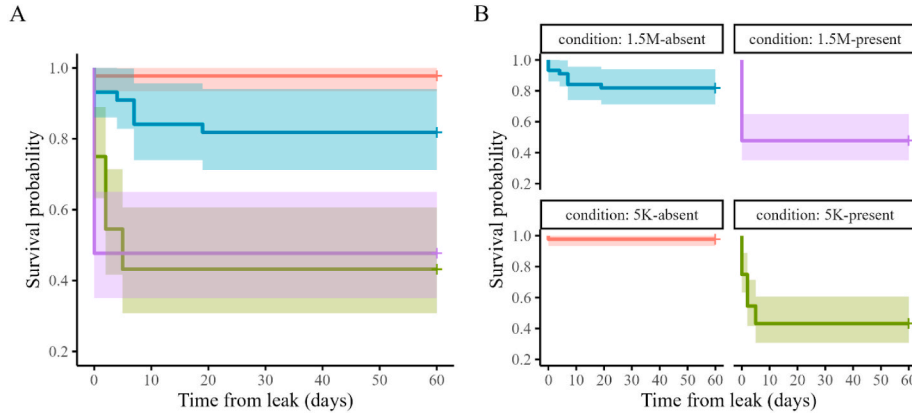 A
Survival probability
1.0
0.8
0.6
0.4
0.2
0 10 20 30 40 50 60
Time from leak (days)
B
condition: 1.5M-absent condition: 1.5M-present
1.0
0.8
0.6
0.4
0.2
condition: 5K-absent condition: 5K-present
Survival probability
1.0
0.8
0.6
0.4
0.2
0 10 20 30 40 50 60 0 10 20 30 40 50 60
Time from leak (days)